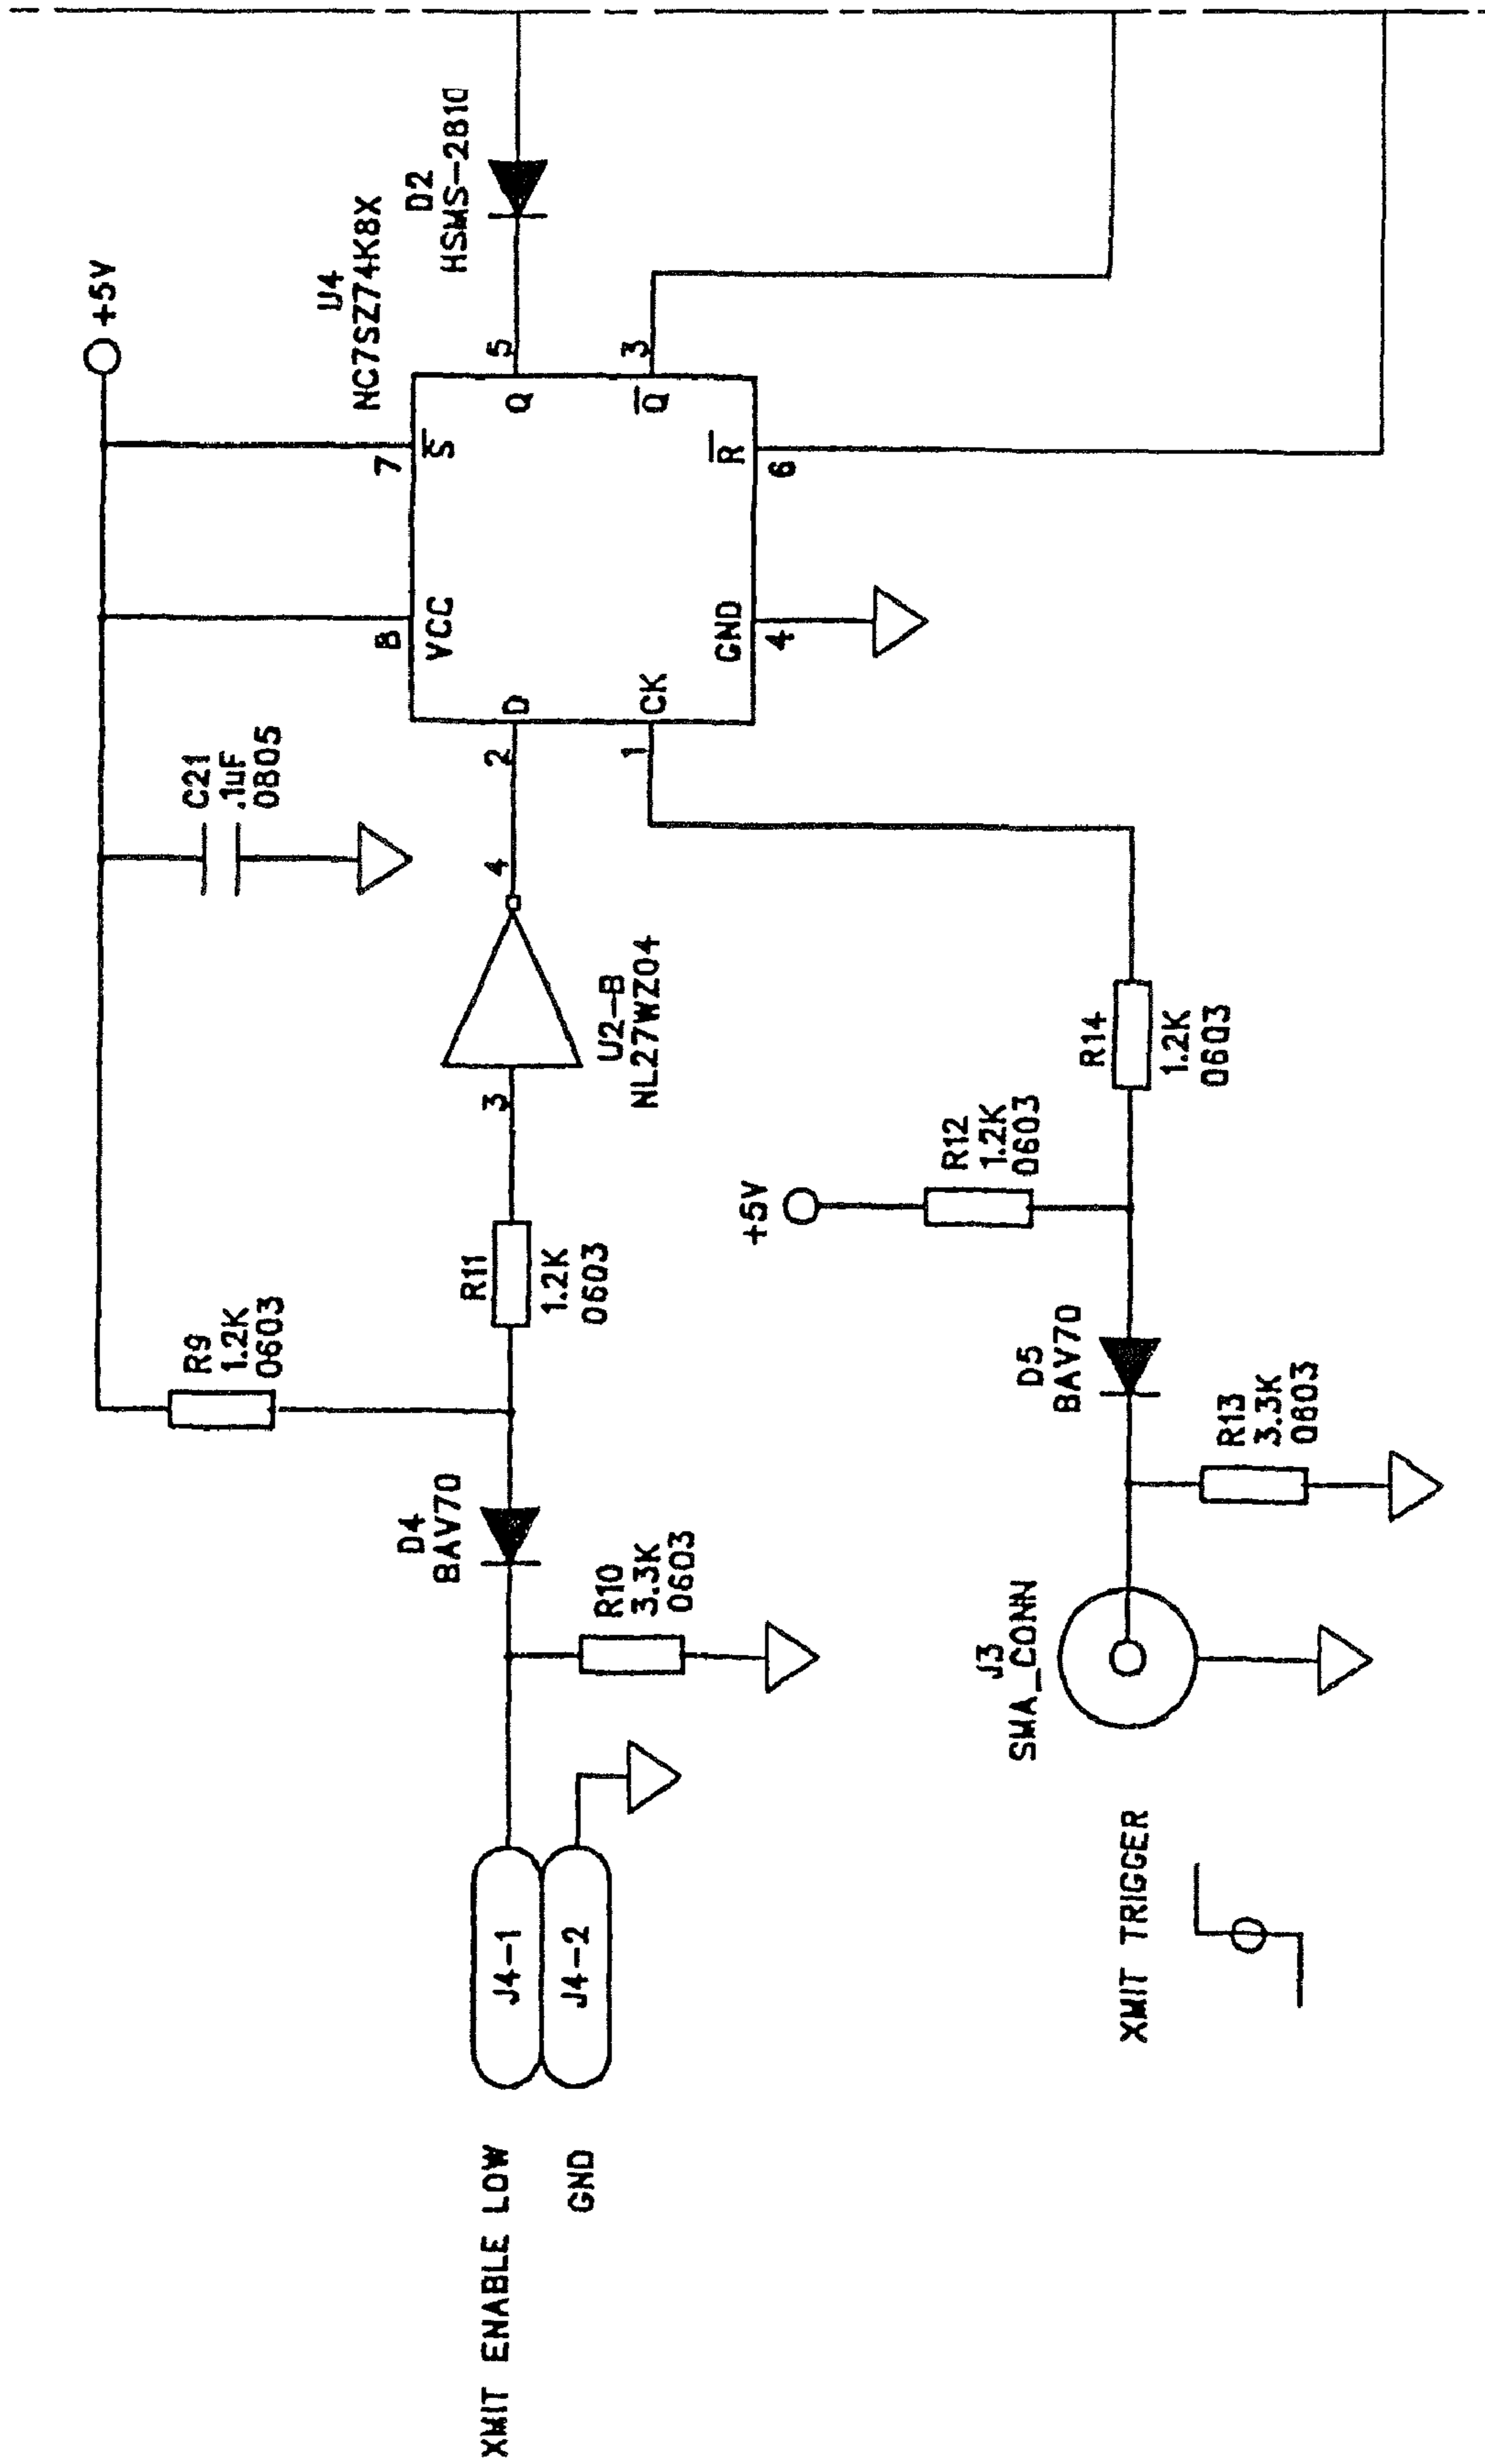 +5V
U4
NC7SZ74K8X
D2
HSMS-2810
C21
.1uF
0805
R9
1.2K
0603
8
VCC
7
S
D4
BAV70
R11
1.2K
0603
3
4
U2-B
NL27WZ04
2
D
Q
5
XMIT ENABLE LOW
J4-1
GND
J4-2
R10
3.3K
0603
1
CK
Q
3
GND
4
R
6
+5V
R12
1.2K
0603
J3
SMA_CONN
D5
BAV70
R14
1.2K
0603
XMIT TRIGGER
R13
3.3K
0603